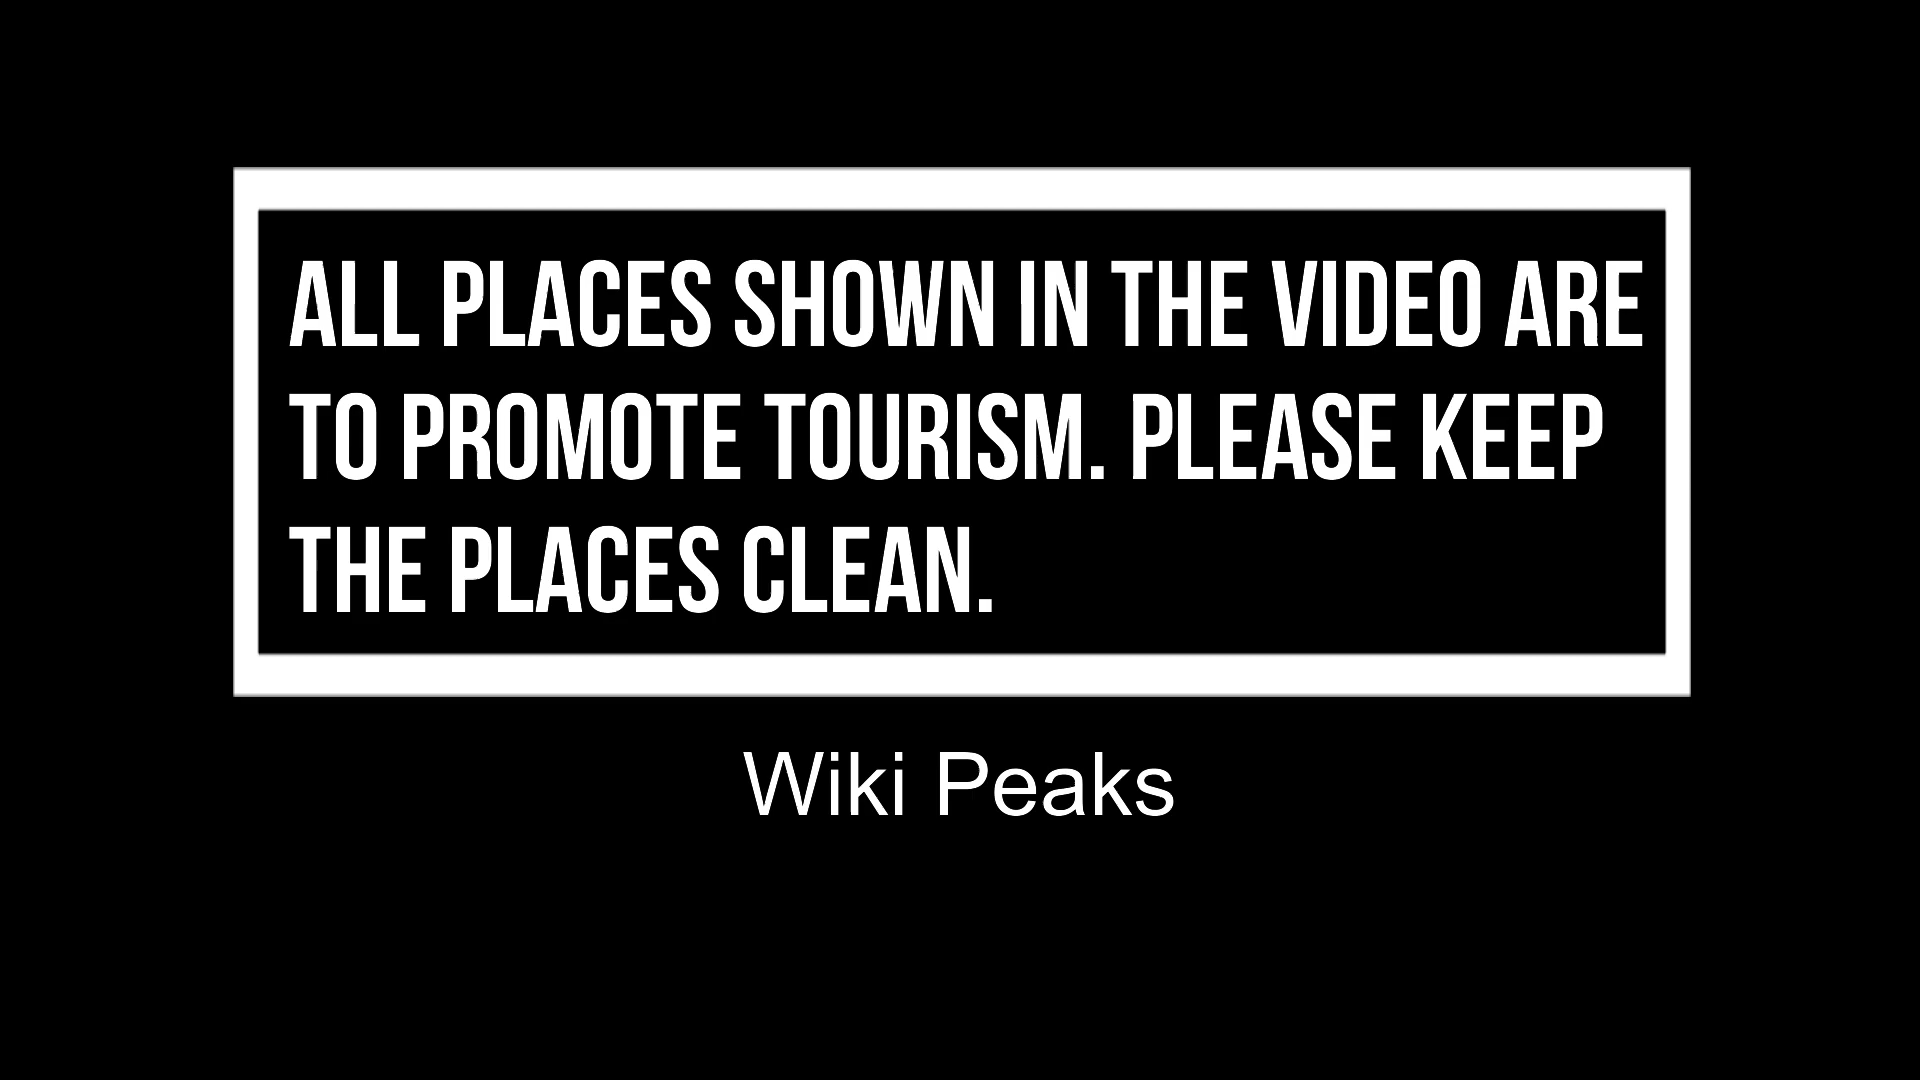 ALL PLACES SHOWN IN THE VIDEO ARE
TO PROMOTE TOURISM. PLEASE KEEP
THE PLACES CLEAN.
Wiki Peaks